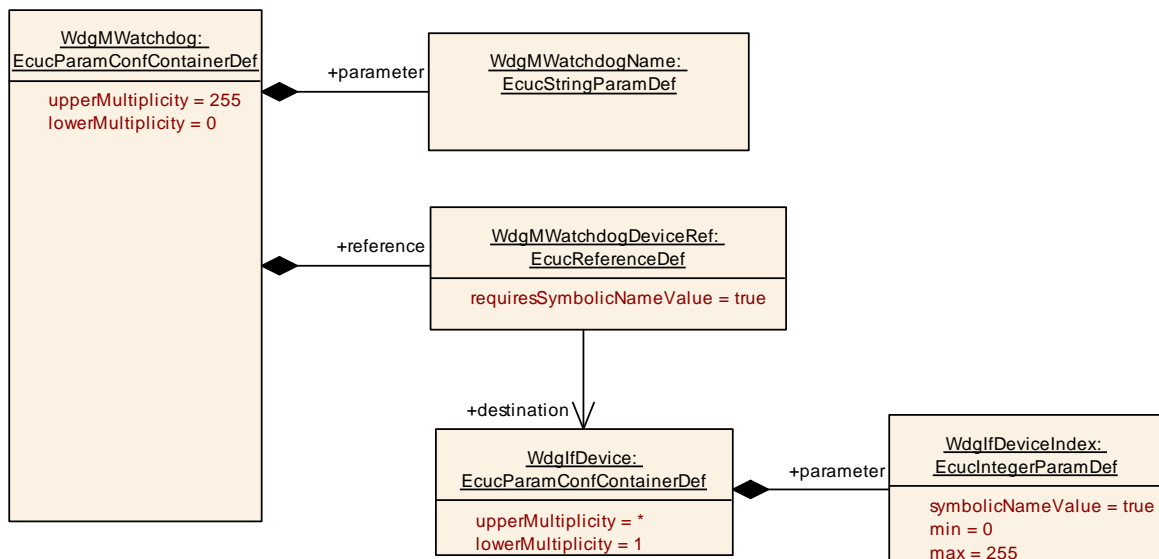 WdgMWatchdog:
EcucParamConfContainerDef
upperMultiplicity = 255
lowerMultiplicity = 0
+parameter
WdgMWatchdogName:
EcucStringParamDef
+reference
WdgMWatchdogDeviceRef:
EcucReferenceDef
requiresSymbolicNameValue = true
+destination
WdgIfDevice:
EcucParamConfContainerDef
upperMultiplicity = *
lowerMultiplicity = 1
+parameter
WdgIfDeviceIndex:
EcucIntegerParamDef
symbolicNameValue = true
min = 0
max = 255